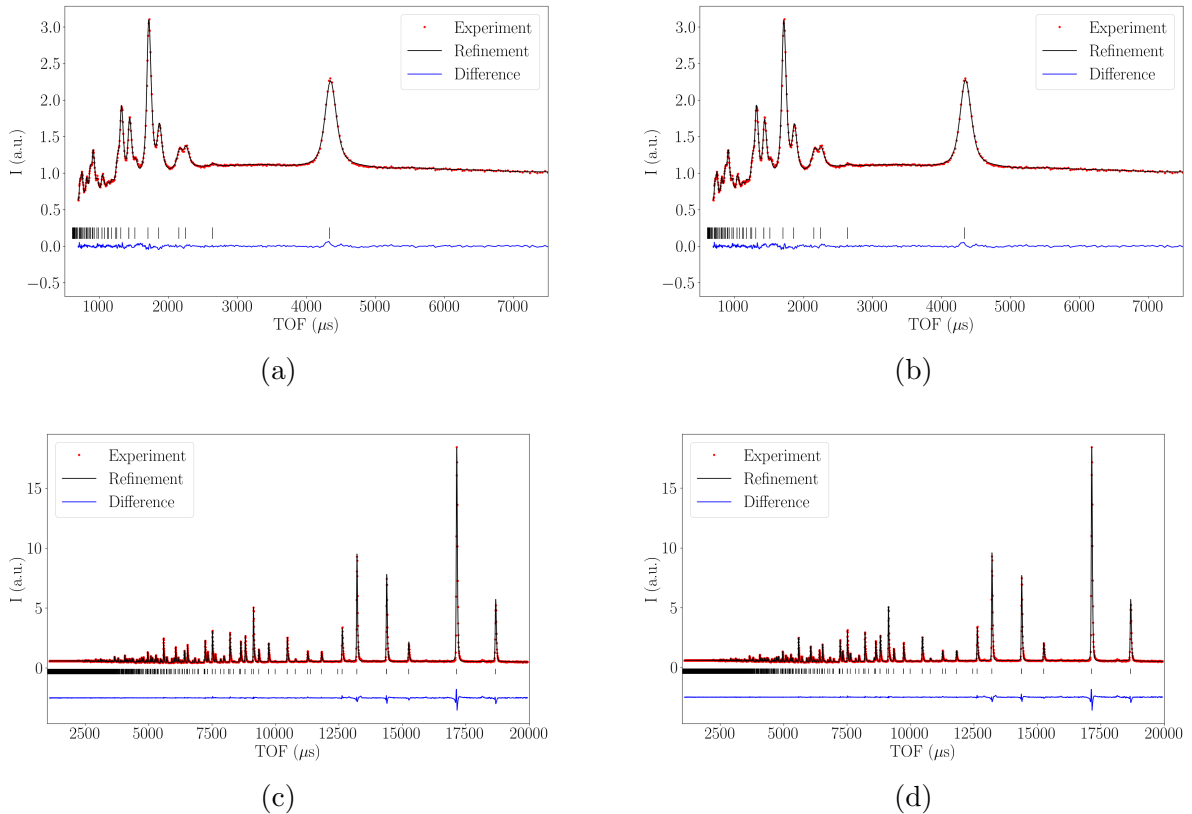 3.0
2.5
2.0
1.5
1.0
0.5
0.0
−0.5
I (a.u.)
Experiment
Refinement
Difference
1000 2000 3000 4000 5000 6000 7000
TOF (μs)
(a)
3.0
2.5
2.0
1.5
1.0
0.5
0.0
−0.5
I (a.u.)
Experiment
Refinement
Difference
1000 2000 3000 4000 5000 6000 7000
TOF (μs)
(b)
15
10
5
0
I (a.u.)
Experiment
Refinement
Difference
2500 5000 7500 10000 12500 15000 17500 20000
TOF (μs)
(c)
15
10
5
0
I (a.u.)
Experiment
Refinement
Difference
2500 5000 7500 10000 12500 15000 17500 20000
TOF (μs)
(d)